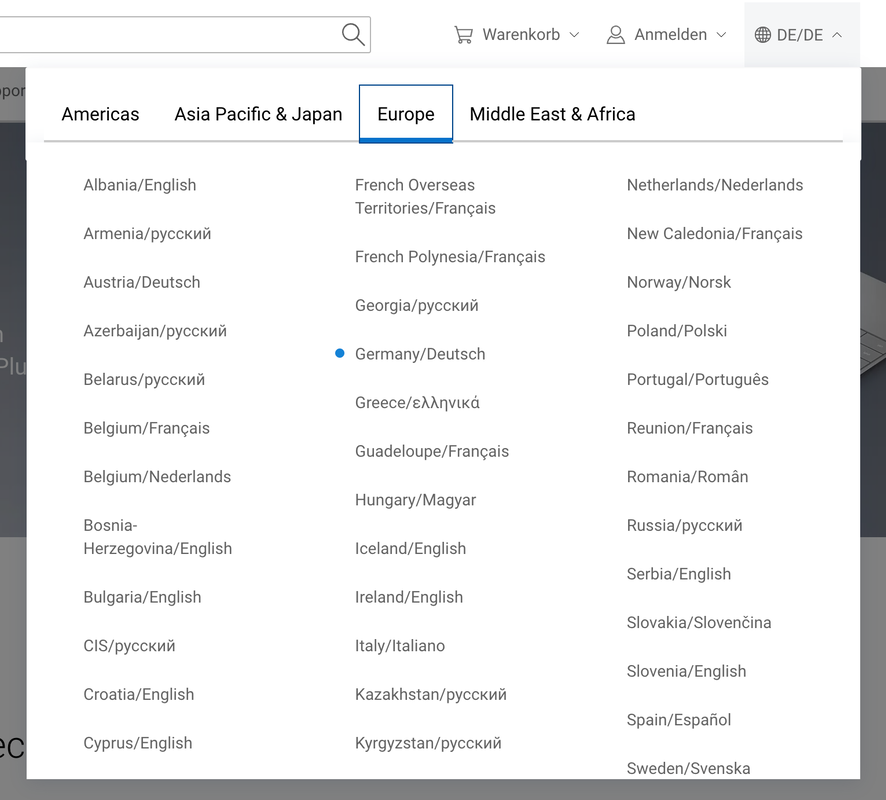 Warenkorb
Anmelden
DE/DE
Americas
Asia Pacific & Japan
Europe
Middle East & Africa
Albania/English
Armenia/русский
Austria/Deutsch
Azerbaijan/русский
Belarus/русский
Belgium/Français
Belgium/Nederlands
Bosnia-
Herzegovina/English
Bulgaria/English
CIS/русский
Croatia/English
Cyprus/English
French Overseas
Territories/Français
French Polynesia/Français
Georgia/русский
Germany/Deutsch
Greece/ελληνικά
Guadeloupe/Français
Hungary/Magyar
Iceland/English
Ireland/English
Italy/Italiano
Kazakhstan/русский
Kyrgyzstan/русский
Netherlands/Nederlands
New Caledonia/Français
Norway/Norsk
Poland/Polski
Portugal/Português
Reunion/Français
Romania/Român
Russia/русский
Serbia/English
Slovakia/Slovenčina
Slovenia/English
Spain/Español
Sweden/Svenska